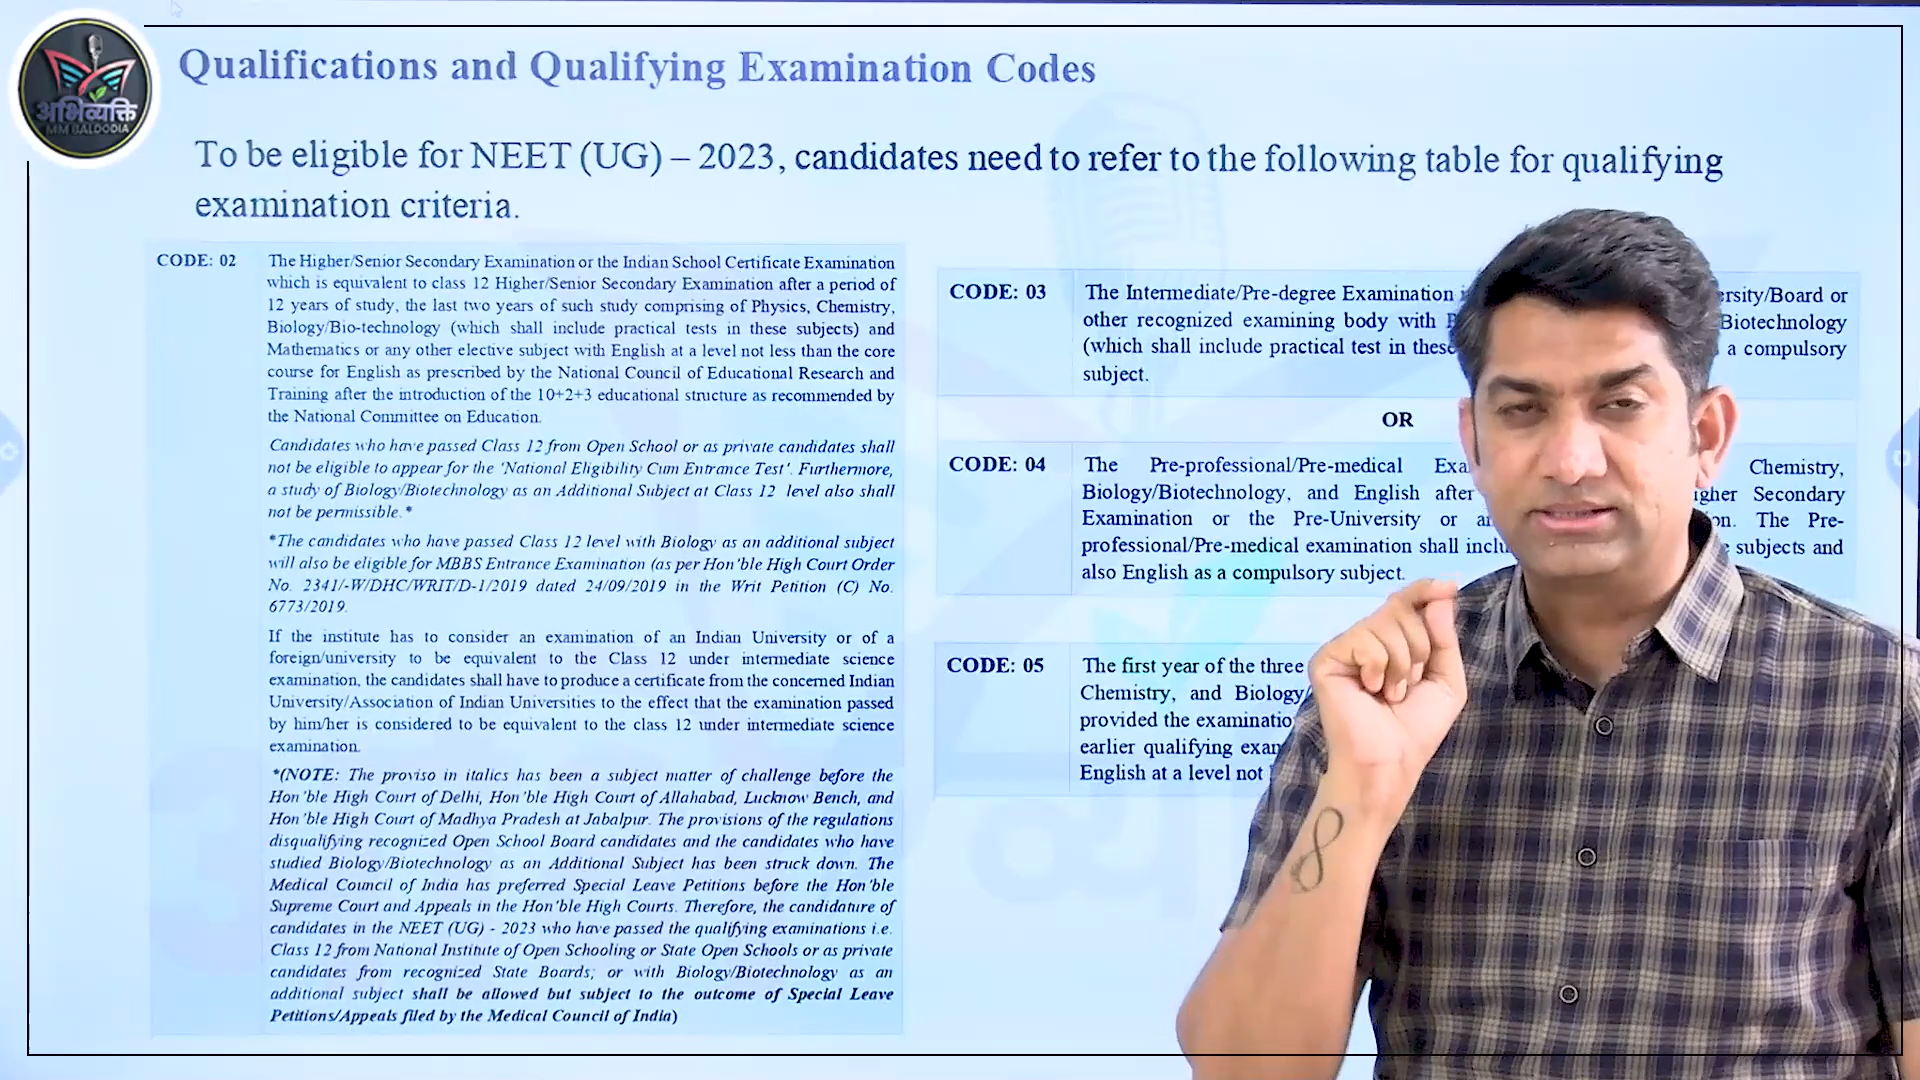 अभिव्यक्ति
MM BALDODIA
Qualifications and Qualifying Examination Codes
To be eligible for NEET (UG) – 2023, candidates need to refer to the following table for qualifying
examination criteria.
CODE: 02
The Higher/Senior Secondary Examination or the Indian School Certificate Examination
which is equivalent to class 12 Higher/Senior Secondary Examination after a period of
12 years of study, the last two years of such study comprising of Physics, Chemistry,
Biology/Bio-technology (which shall include practical tests in these subjects) and
Mathematics or any other elective subject with English at a level not less than the core
course for English as prescribed by the National Council of Educational Research and
Training after the introduction of the 10+2+3 educational structure as recommended by
the National Committee on Education.
Candidates who have passed Class 12 from Open School or as private candidates shall
not be eligible to appear for the 'National Eligibility Cum Entrance Test'. Furthermore,
a study of Biology/Biotechnology as an Additional Subject at Class 12 level also shall
not be permissible.*
*The candidates who have passed Class 12 level with Biology as an additional subject
will also be eligible for MBBS Entrance Examination (as per Hon'ble High Court Order
No. 2341/-W/DHC/WRIT/D-1/2019 dated 24/09/2019 in the Writ Petition (C) No.
6773/2019.
If the institute has to consider an examination of an Indian University or of a
foreign/university to be equivalent to the Class 12 under intermediate science
examination, the candidates shall have to produce a certificate from the concerned Indian
University/Association of Indian Universities to the effect that the examination passed
by him/her is considered to be equivalent to the class 12 under intermediate science
examination.
*(NOTE: The proviso in italics has been a subject matter of challenge before the
Hon'ble High Court of Delhi, Hon'ble High Court of Allahabad, Lucknow Bench, and
Hon'ble High Court of Madhya Pradesh at Jabalpur. The provisions of the regulations
disqualifying recognized Open School Board candidates and the candidates who have
studied Biology/Biotechnology as an Additional Subject has been struck down. The
Medical Council of India has preferred Special Leave Petitions before the Hon'ble
Supreme Court and Appeals in the Hon'ble High Courts. Therefore, the candidature of
candidates in the NEET (UG) - 2023 who have passed the qualifying examinations i.e.
Class 12 from National Institute of Open Schooling or State Open Schools or as private
candidates from recognized State Boards; or with Biology/Biotechnology as an
additional subject shall be allowed but subject to the outcome of Special Leave
Petitions/Appeals filed by the Medical Council of India)
CODE: 03
The Intermediate/Pre-degree Examination
other recognized examining body with
(which shall include practical test in these
subject.
rsity/Board or
Biotechnology
a compulsory
OR
CODE: 04
The Pre-professional/Pre-medical Exa
Biology/Biotechnology, and English after
Examination or the Pre-University or
professional/Pre-medical examination shall inclu
also English as a compulsory subject.
Chemistry,
igher Secondary
on. The Pre-
subjects and
CODE: 05
The first year of the three
Chemistry, and Biology/
provided the examinatio
earlier qualifying exan
English at a level not